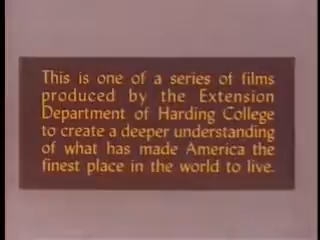 This is one of a series of films
produced by the Extension
Department of Harding College
to create a deeper understanding
of what has made America the
finest place in the world to live.